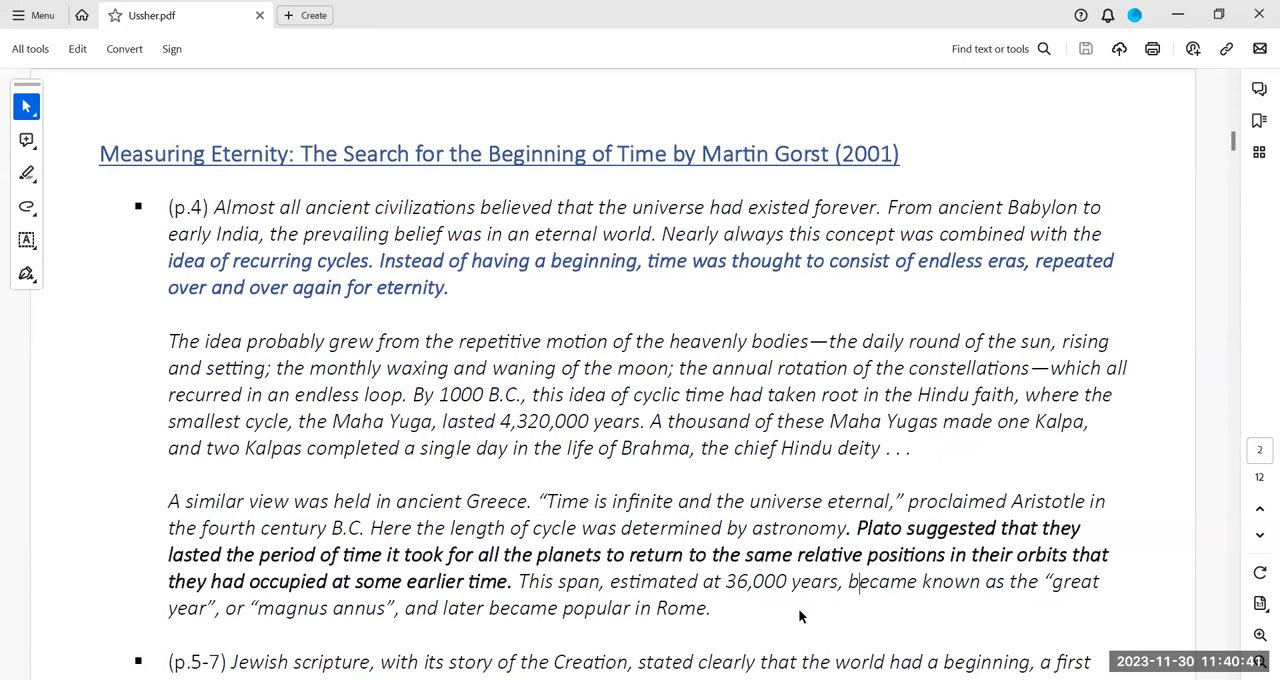 Menu
Ussher.pdf
Create
All tools
Edit
Convert
Sign
Find text or tools
Measuring Eternity: The Search for the Beginning of Time by Martin Gorst (2001)
▪ (p.4) Almost all ancient civilizations believed that the universe had existed forever. From ancient Babylon to
early India, the prevailing belief was in an eternal world. Nearly always this concept was combined with the
idea of recurring cycles. Instead of having a beginning, time was thought to consist of endless eras, repeated
over and over again for eternity.
The idea probably grew from the repetitive motion of the heavenly bodies—the daily round of the sun, rising
and setting; the monthly waxing and waning of the moon; the annual rotation of the constellations—which all
recurred in an endless loop. By 1000 B.C., this idea of cyclic time had taken root in the Hindu faith, where the
smallest cycle, the Maha Yuga, lasted 4,320,000 years. A thousand of these Maha Yugas made one Kalpa,
and two Kalpas completed a single day in the life of Brahma, the chief Hindu deity . . .
A similar view was held in ancient Greece. “Time is infinite and the universe eternal,” proclaimed Aristotle in
the fourth century B.C. Here the length of cycle was determined by astronomy. Plato suggested that they
lasted the period of time it took for all the planets to return to the same relative positions in their orbits that
they had occupied at some earlier time. This span, estimated at 36,000 years, became known as the “great
year”, or “magnus annus”, and later became popular in Rome.
▪ (p.5-7) Jewish scripture, with its story of the Creation, stated clearly that the world had a beginning, a first
2
12
2023-11-30 11:40:41